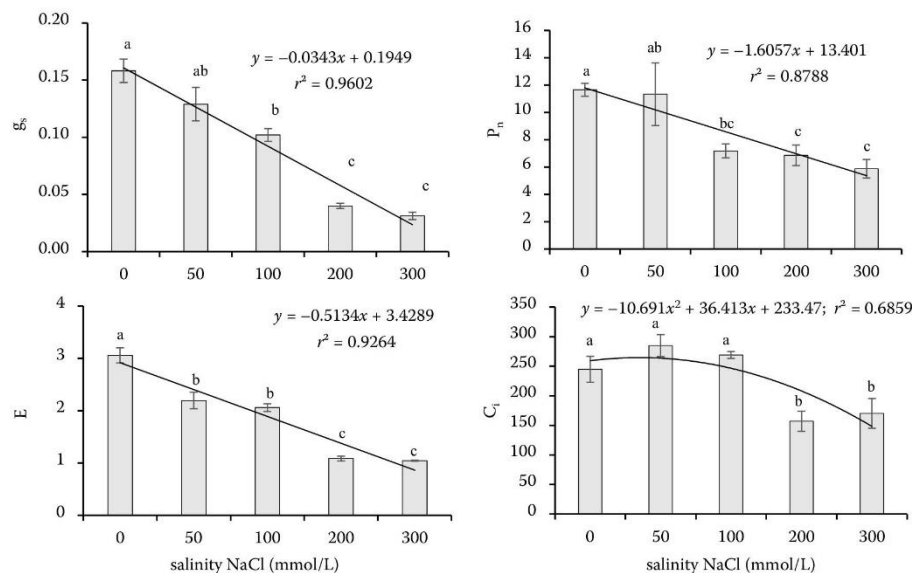 a
y = −0.0343x + 0.1949
r² = 0.9602
0.20
0.15
0.10
0.05
0.00
gₛ
ab
b
c
c
0
50
100
200
300
y = −1.6057x + 13.401
r² = 0.8788
16
14
12
10
8
6
4
2
0
Pₙ
a
ab
bc
c
c
0
50
100
200
300
y = −0.5134x + 3.4289
r² = 0.9264
4
3
2
1
0
E
a
b
b
c
c
0
50
100
200
300
salinity NaCl (mmol/L)
y = −10.691x² + 36.413x + 233.47; r² = 0.6859
350
300
250
200
150
100
50
0
Cᵢ
a
a
a
b
b
0
50
100
200
300
salinity NaCl (mmol/L)